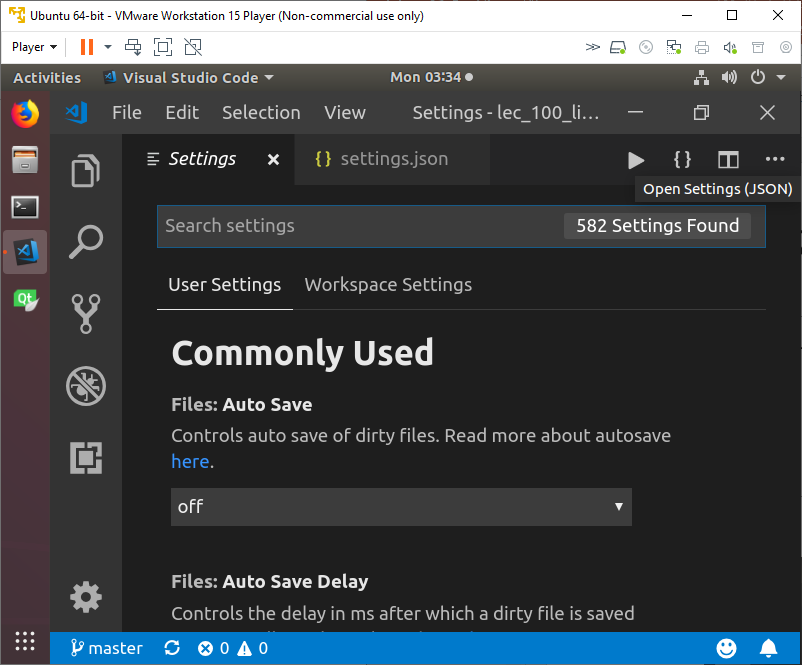 Ubuntu 64-bit - VMware Workstation 15 Player (Non-commercial use only)
Player
Activities Visual Studio Code Mon 03:34
File Edit Selection View Settings - lec_100_li...
Settings {} settings.json {}
Open Settings (JSON)
Search settings 582 Settings Found
User Settings Workspace Settings
Commonly Used
Files: Auto Save
Controls auto save of dirty files. Read more about autosave
here.
off
Files: Auto Save Delay
Controls the delay in ms after which a dirty file is saved
master 0 0
Qt